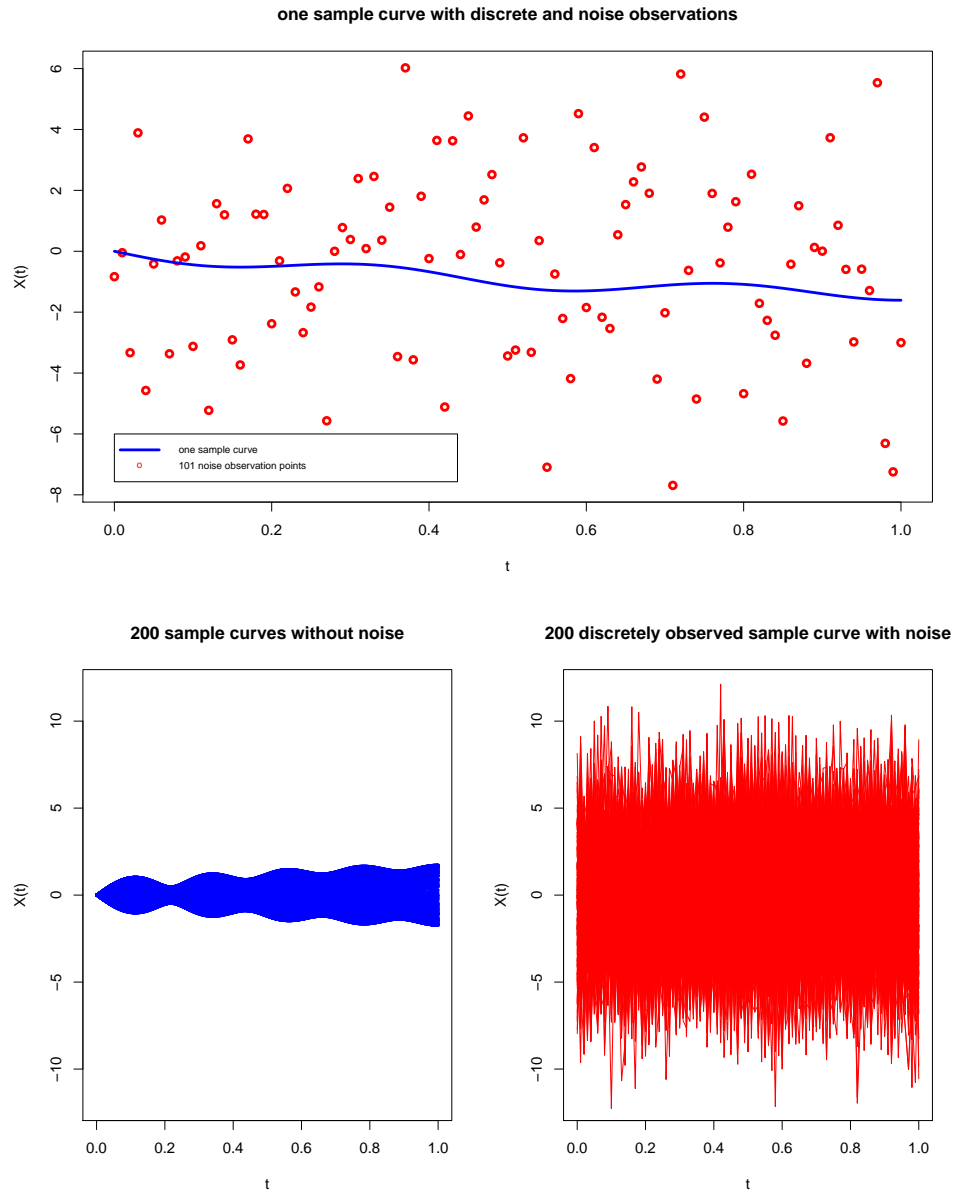 one sample curve with discrete and noise observations
6
4
2
0
−2
−4
−6
−8
X(t)
one sample curve
101 noise observation points
0.0 0.2 0.4 0.6 0.8 1.0
t
200 sample curves without noise
10
5
0
−5
−10
X(t)
0.0 0.2 0.4 0.6 0.8 1.0
t
200 discretely observed sample curve with noise
10
5
0
−5
−10
X(t)
0.0 0.2 0.4 0.6 0.8 1.0
t